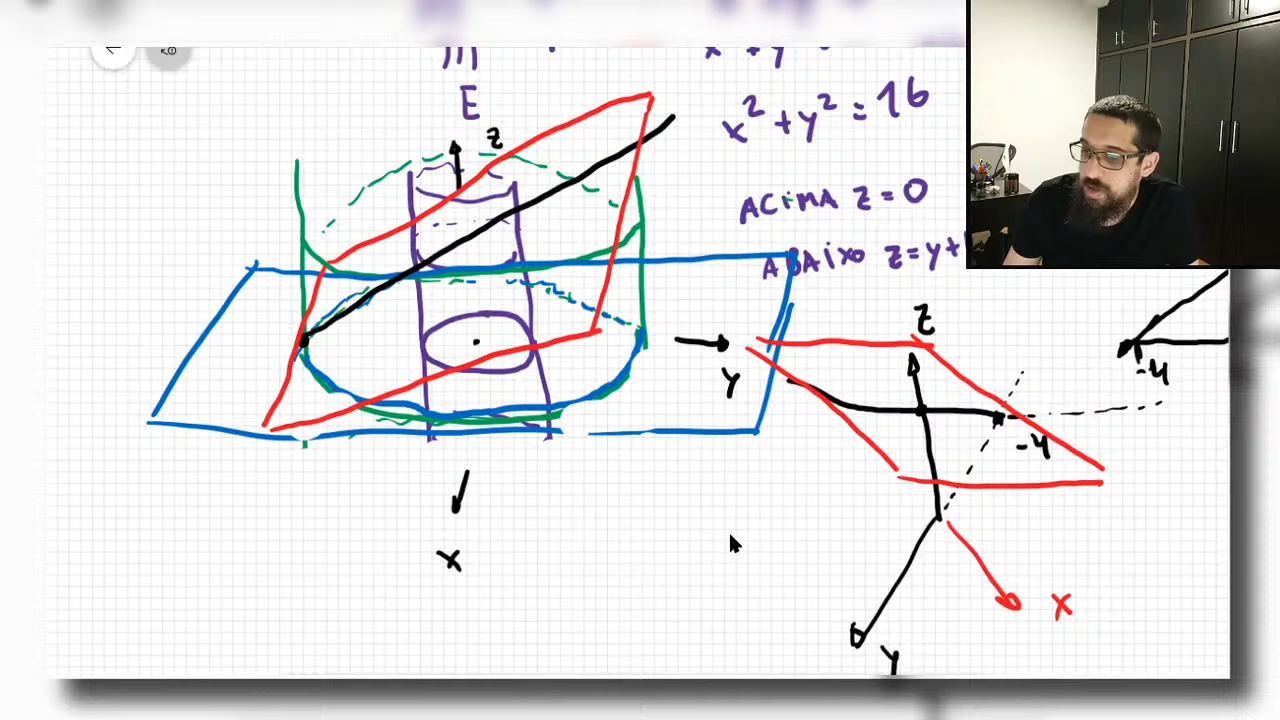 E
x² + y² = 16
z
ACIMA z = 0
ABAIXO z = y +
z
-4
y
-4
x
x
y